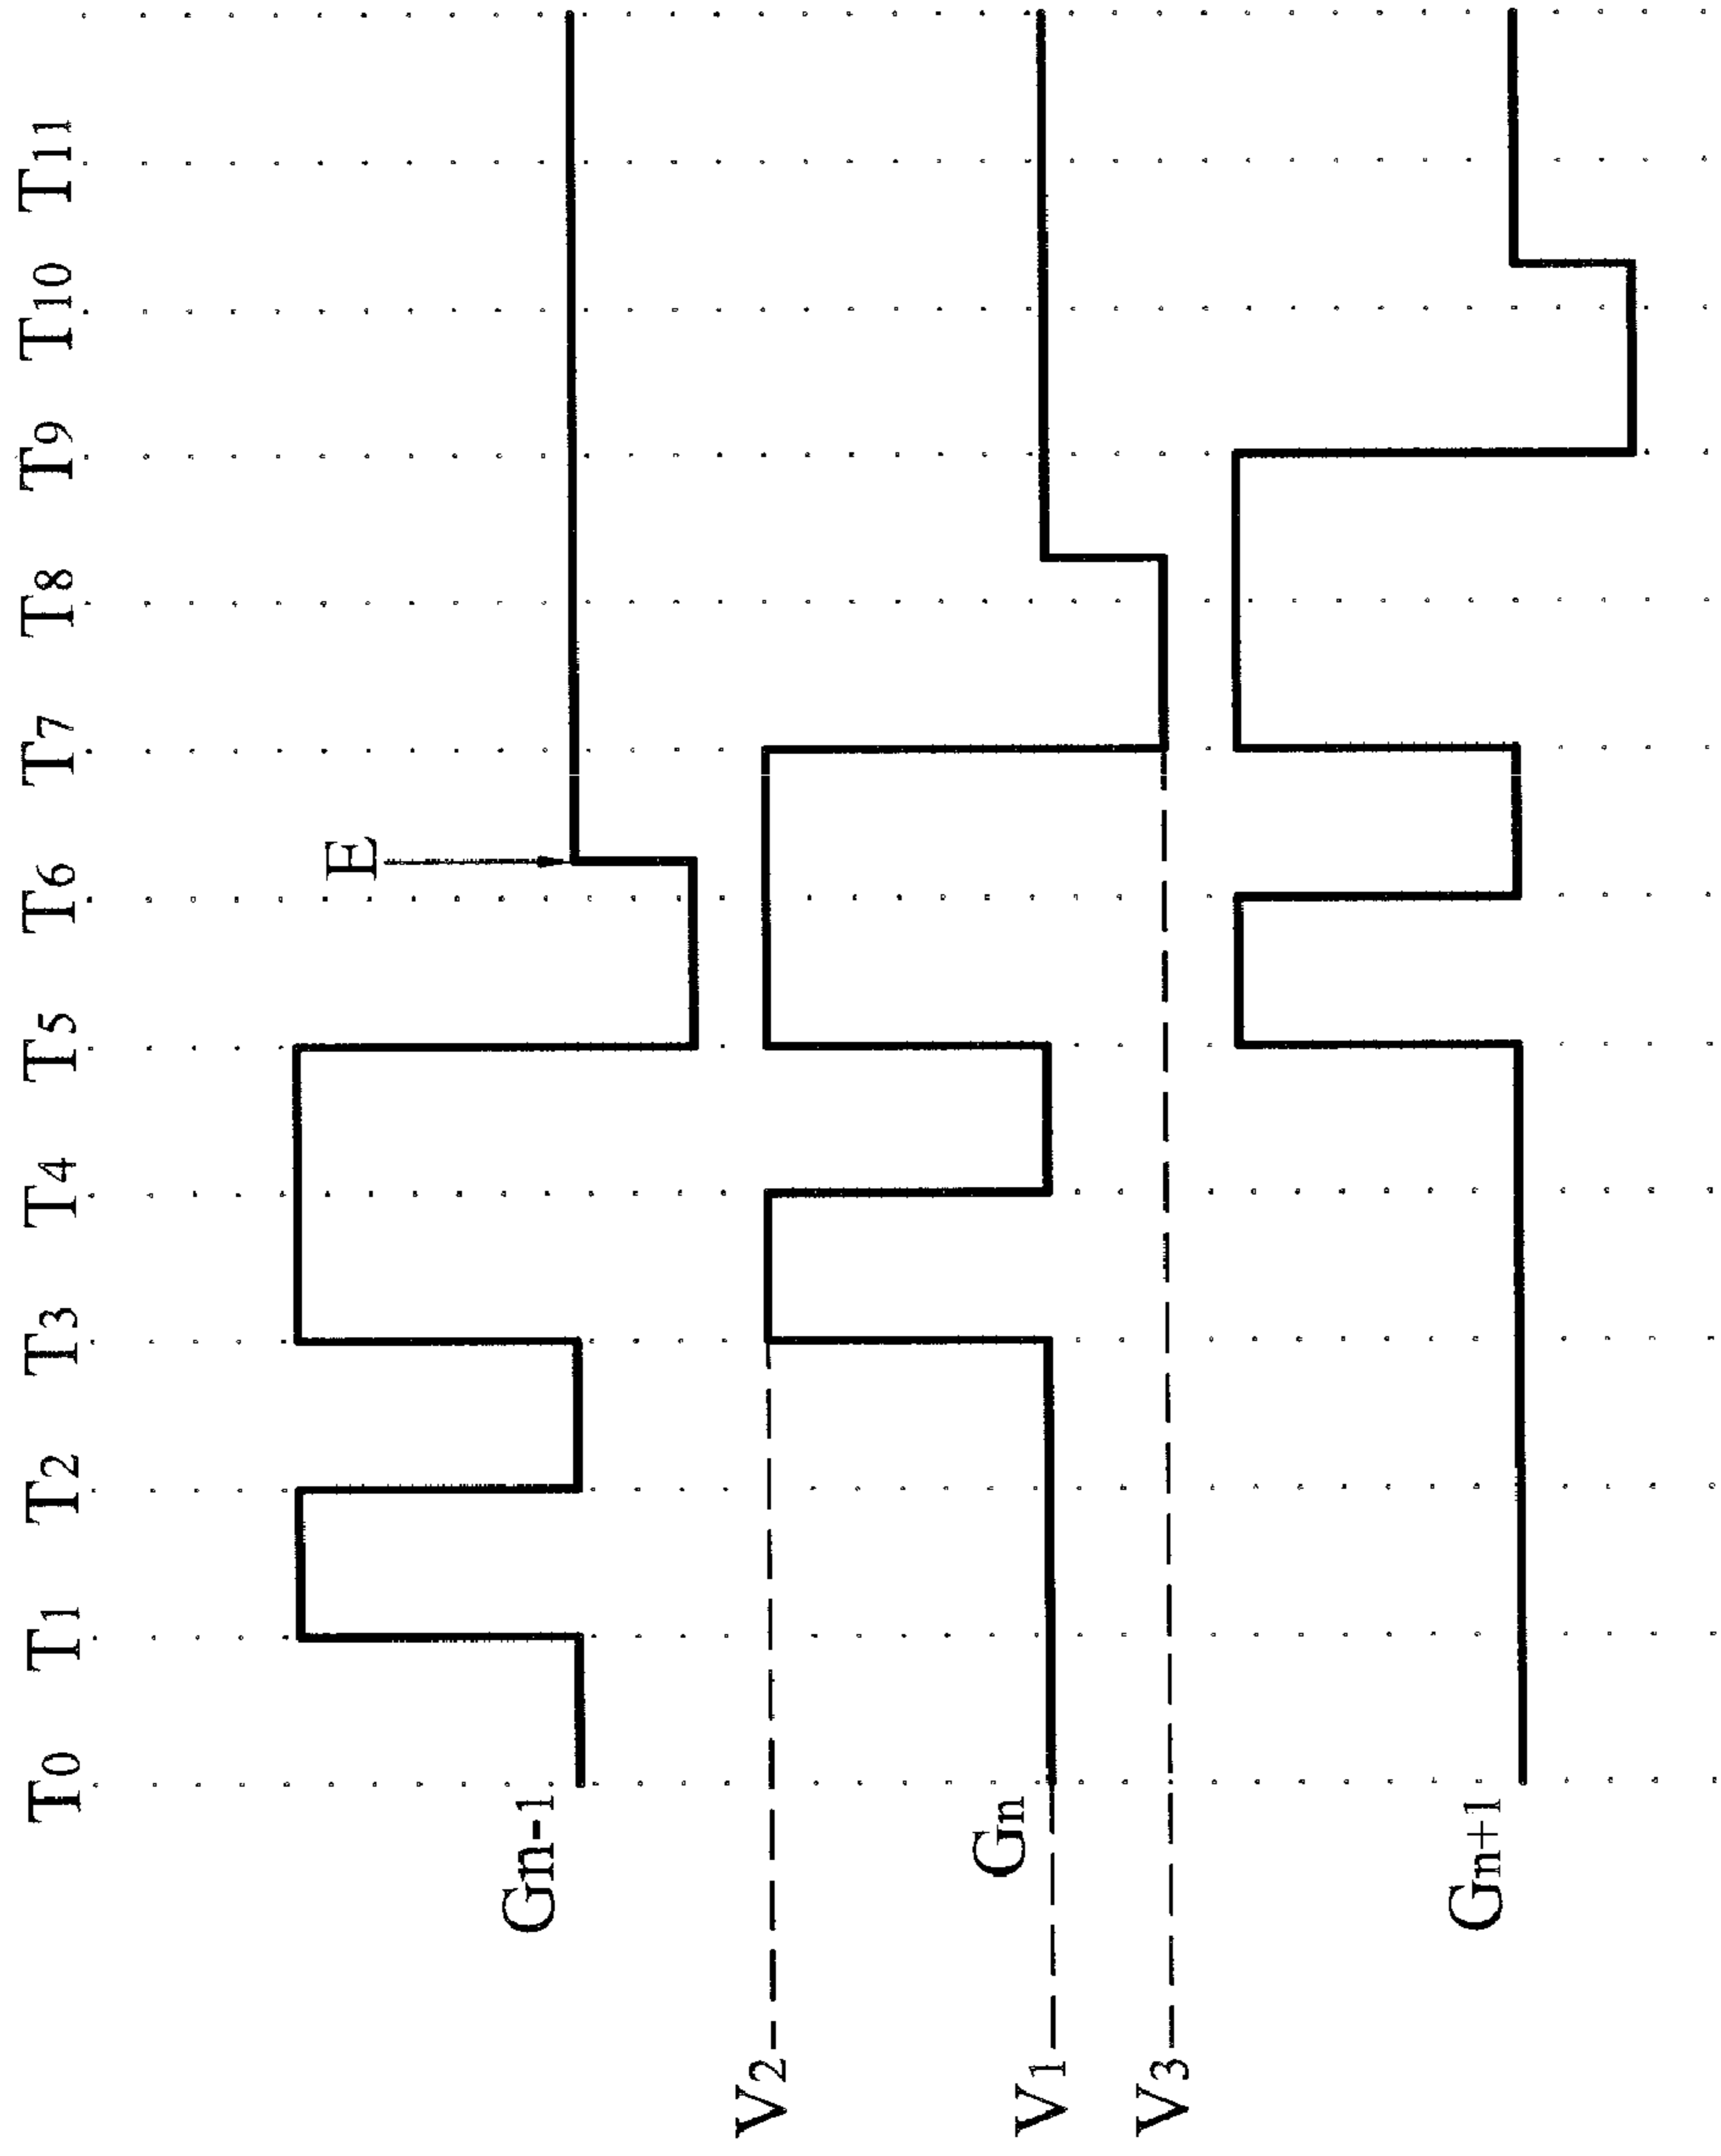 T0 T1 T2 T3 T4 T5 T6 T7 T8 T9 T10 T11
E
Gn-1
V2
Gn
V1
V3
Gn+1